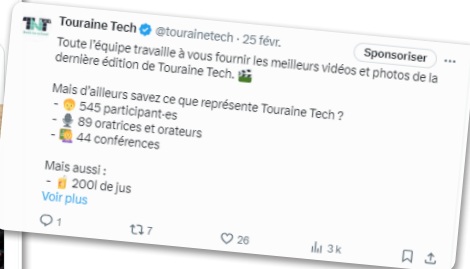 TNT
Touraine Tech @tourainetech · 25 févr.
Sponsoriser ...
Toute l'équipe travaille à vous fournir les meilleurs vidéos et photos de la
dernière édition de Touraine Tech. 🎬
Mais d'ailleurs savez ce que représente Touraine Tech ?
- 🧑 545 participant·es
- 🎙️ 89 oratrices et orateurs
- 🙋 44 conférences
Mais aussi :
- 🧃 200l de jus
Voir plus
1 7 26 3 k